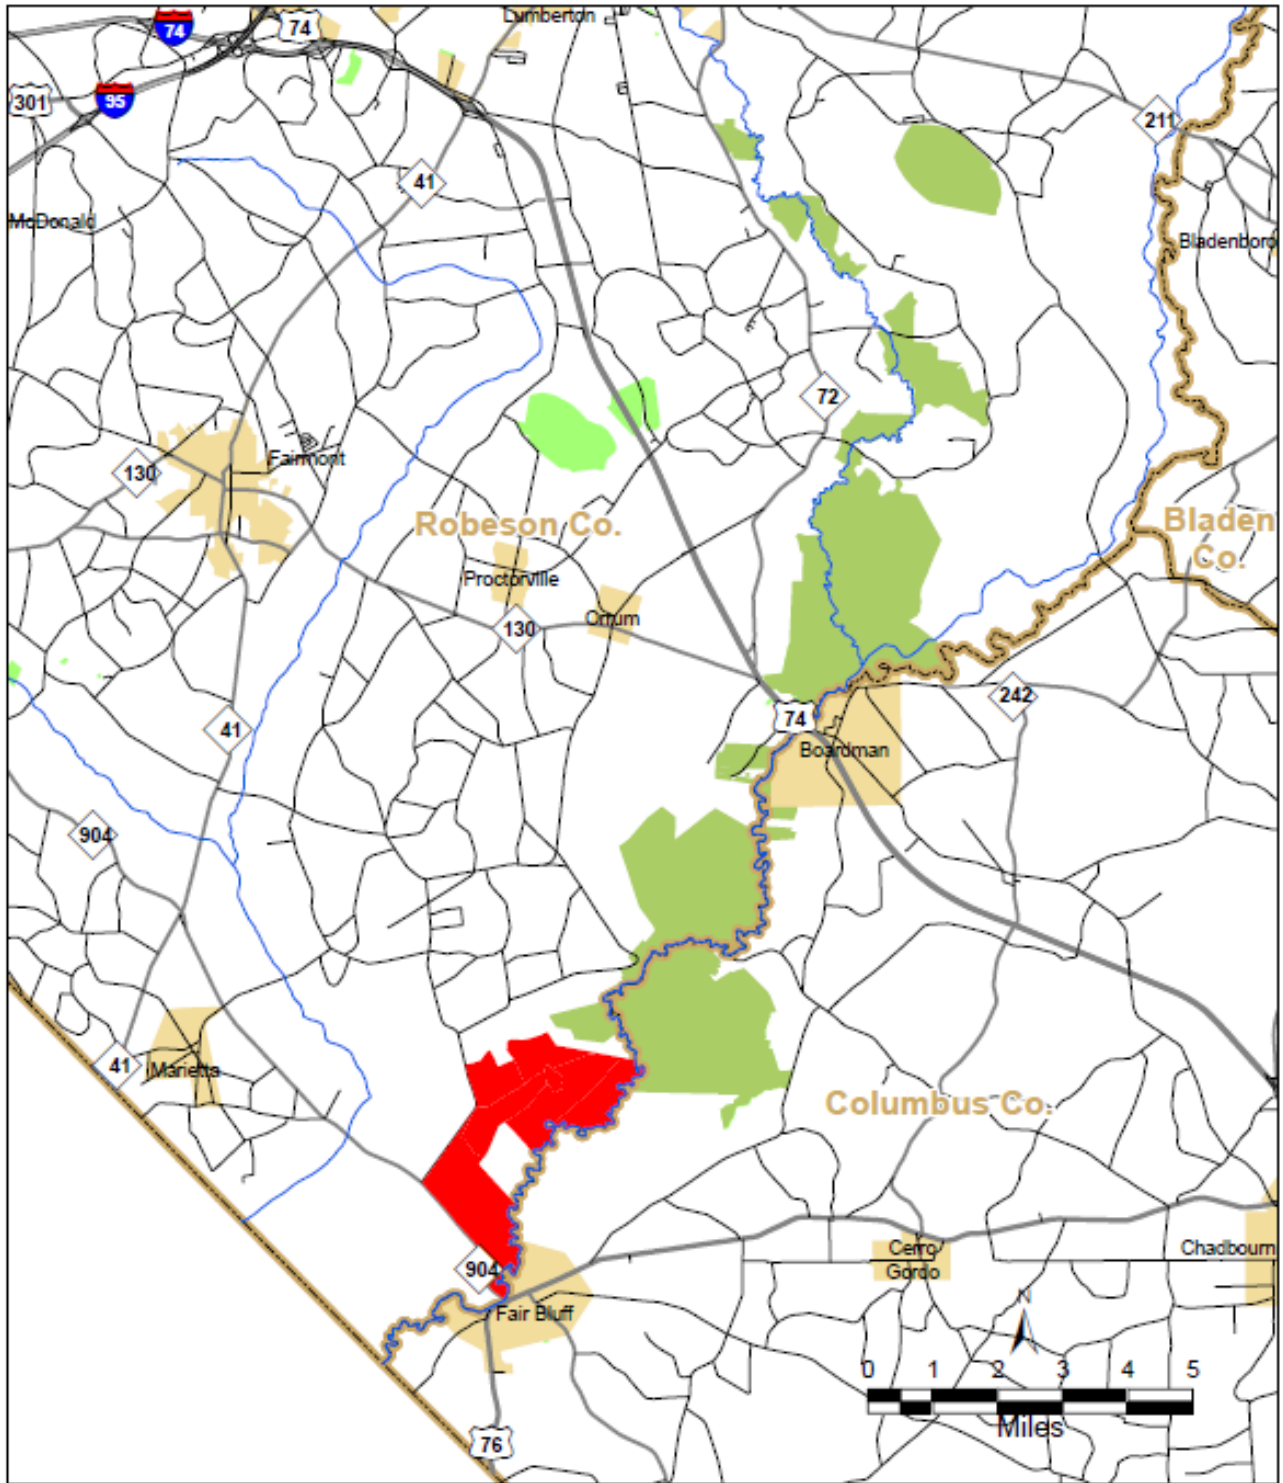 Lumberton
74
74
301
95
211
41
McDonald
Bladenboro
72
Fairmont
130
Robeson Co.
Bladen
Co.
Proctorville
Orrum
130
242
41
74
Boardman
904
41
Marietta
Columbus Co.
904
Cerro
Gordo
Chadbourn
Fair Bluff
N
0 1 2 3 4 5
Miles
76